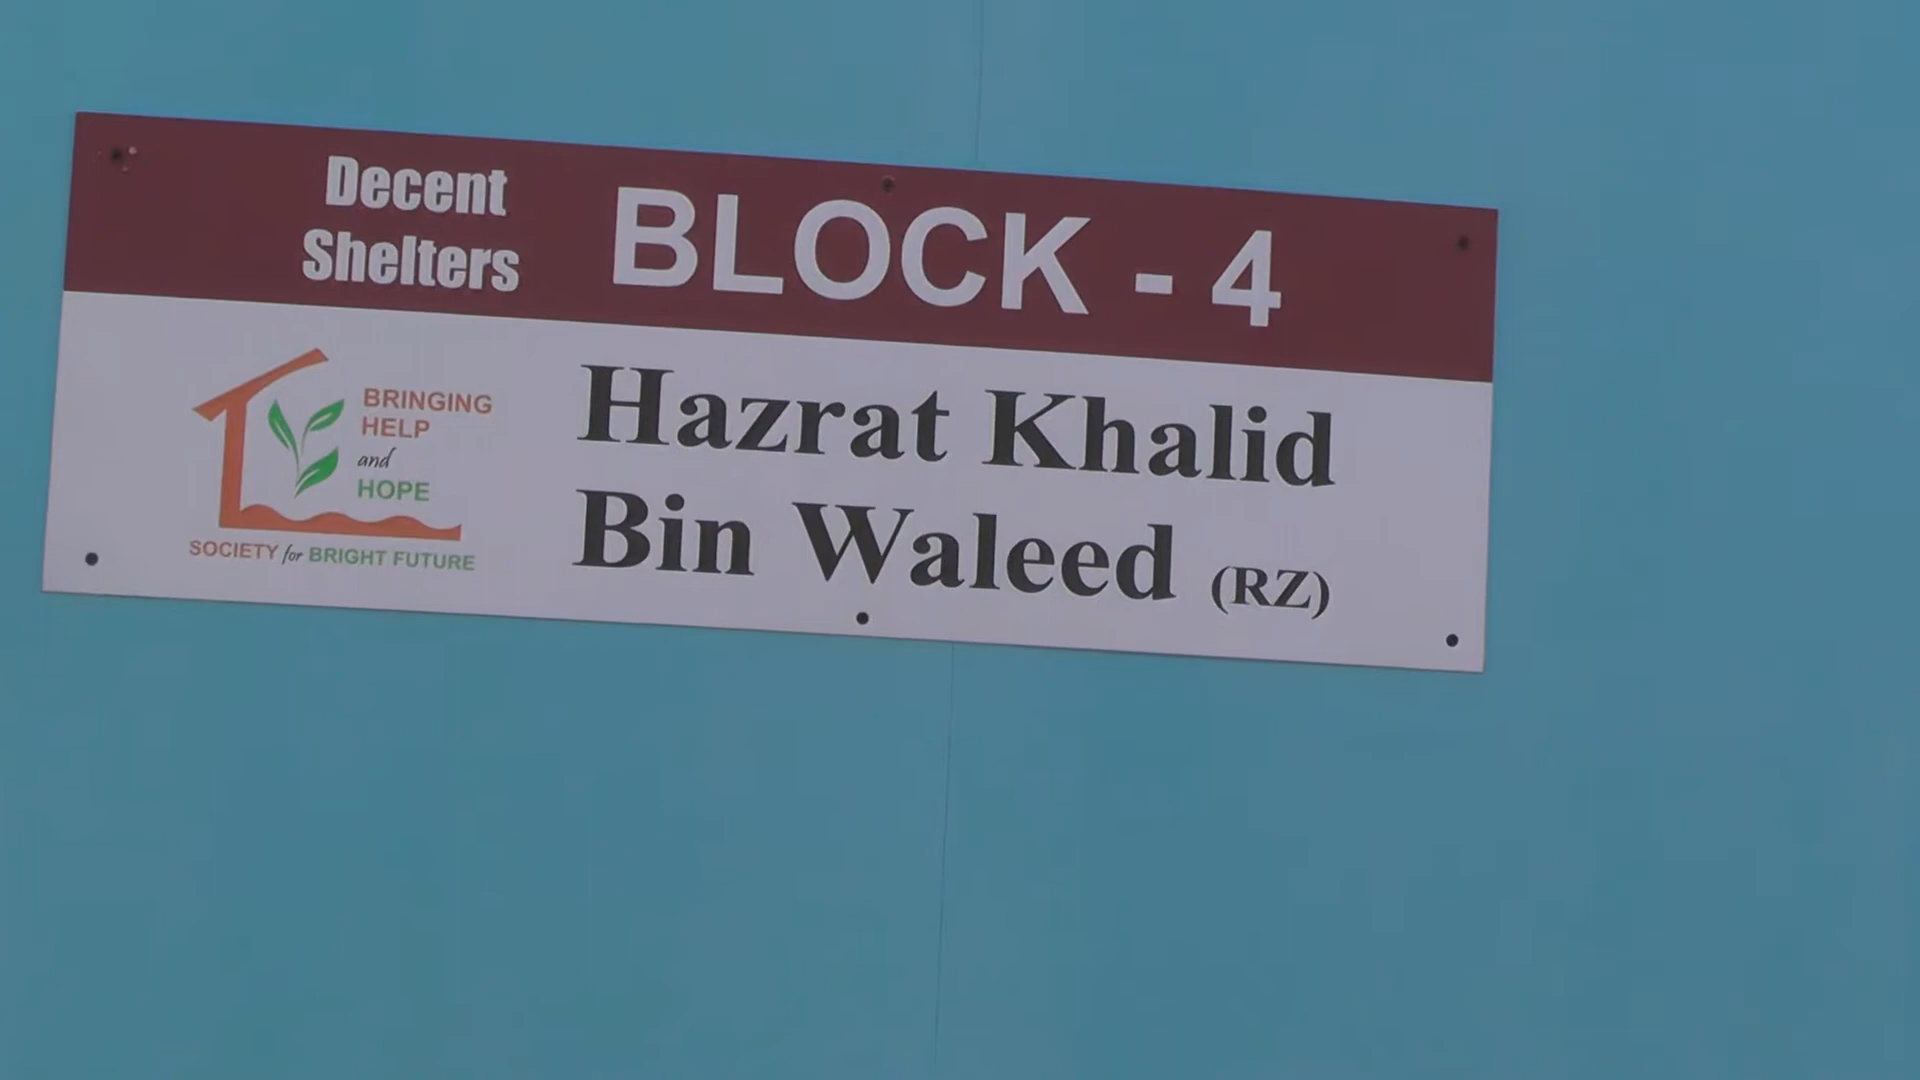 Decent
Shelters
BLOCK - 4
BRINGING
HELP
and
HOPE
SOCIETY for BRIGHT FUTURE
Hazrat Khalid
Bin Waleed (RZ)